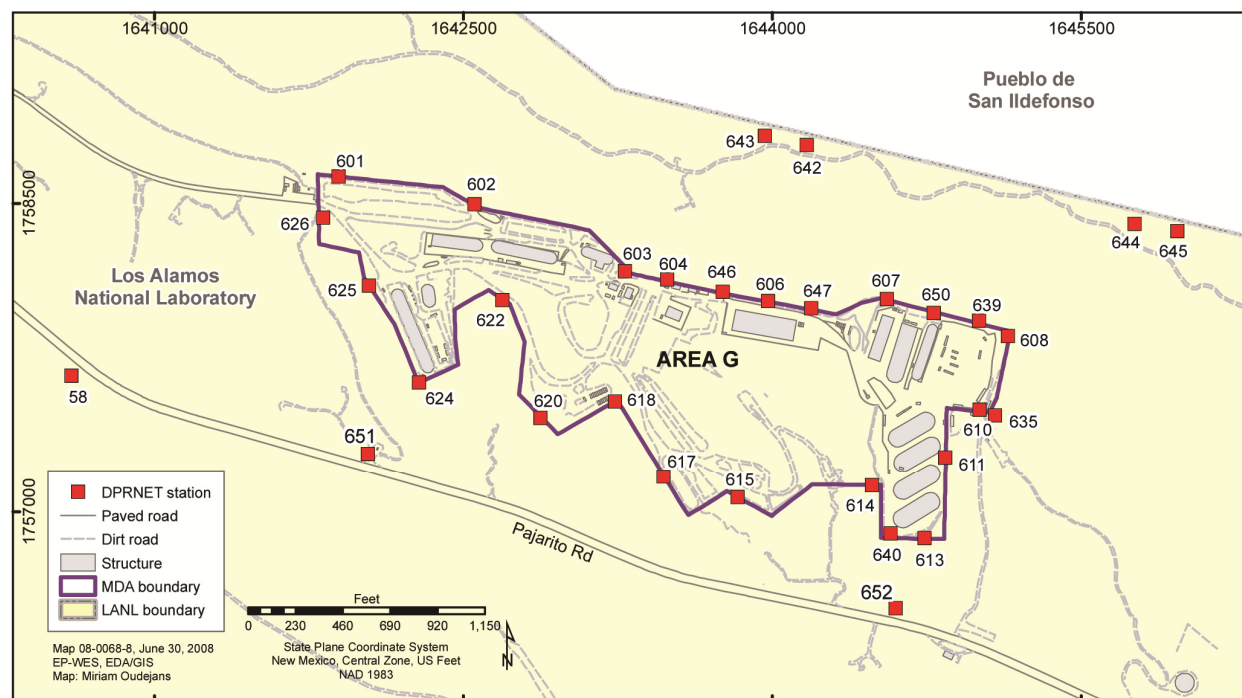 1641000
1642500
1644000
1645500
Pueblo de
San Ildefonso
643
642
601
602
1758500
626
644
645
603
604
Los Alamos
National Laboratory
625
622
646
606
647
607
650
639
608
AREA G
58
624
620
618
610
635
651
617
611
615
614
1757000
DPRNET station
Paved road
Dirt road
Structure
MDA boundary
LANL boundary
Pajarito Rd
640
613
652
Feet
0 230 460 690 920 1,150
State Plane Coordinate System
New Mexico, Central Zone, US Feet
NAD 1983
N
Map 08-0068-8, June 30, 2008
EP-WES, EDA/GIS
Map: Miriam Oudejans